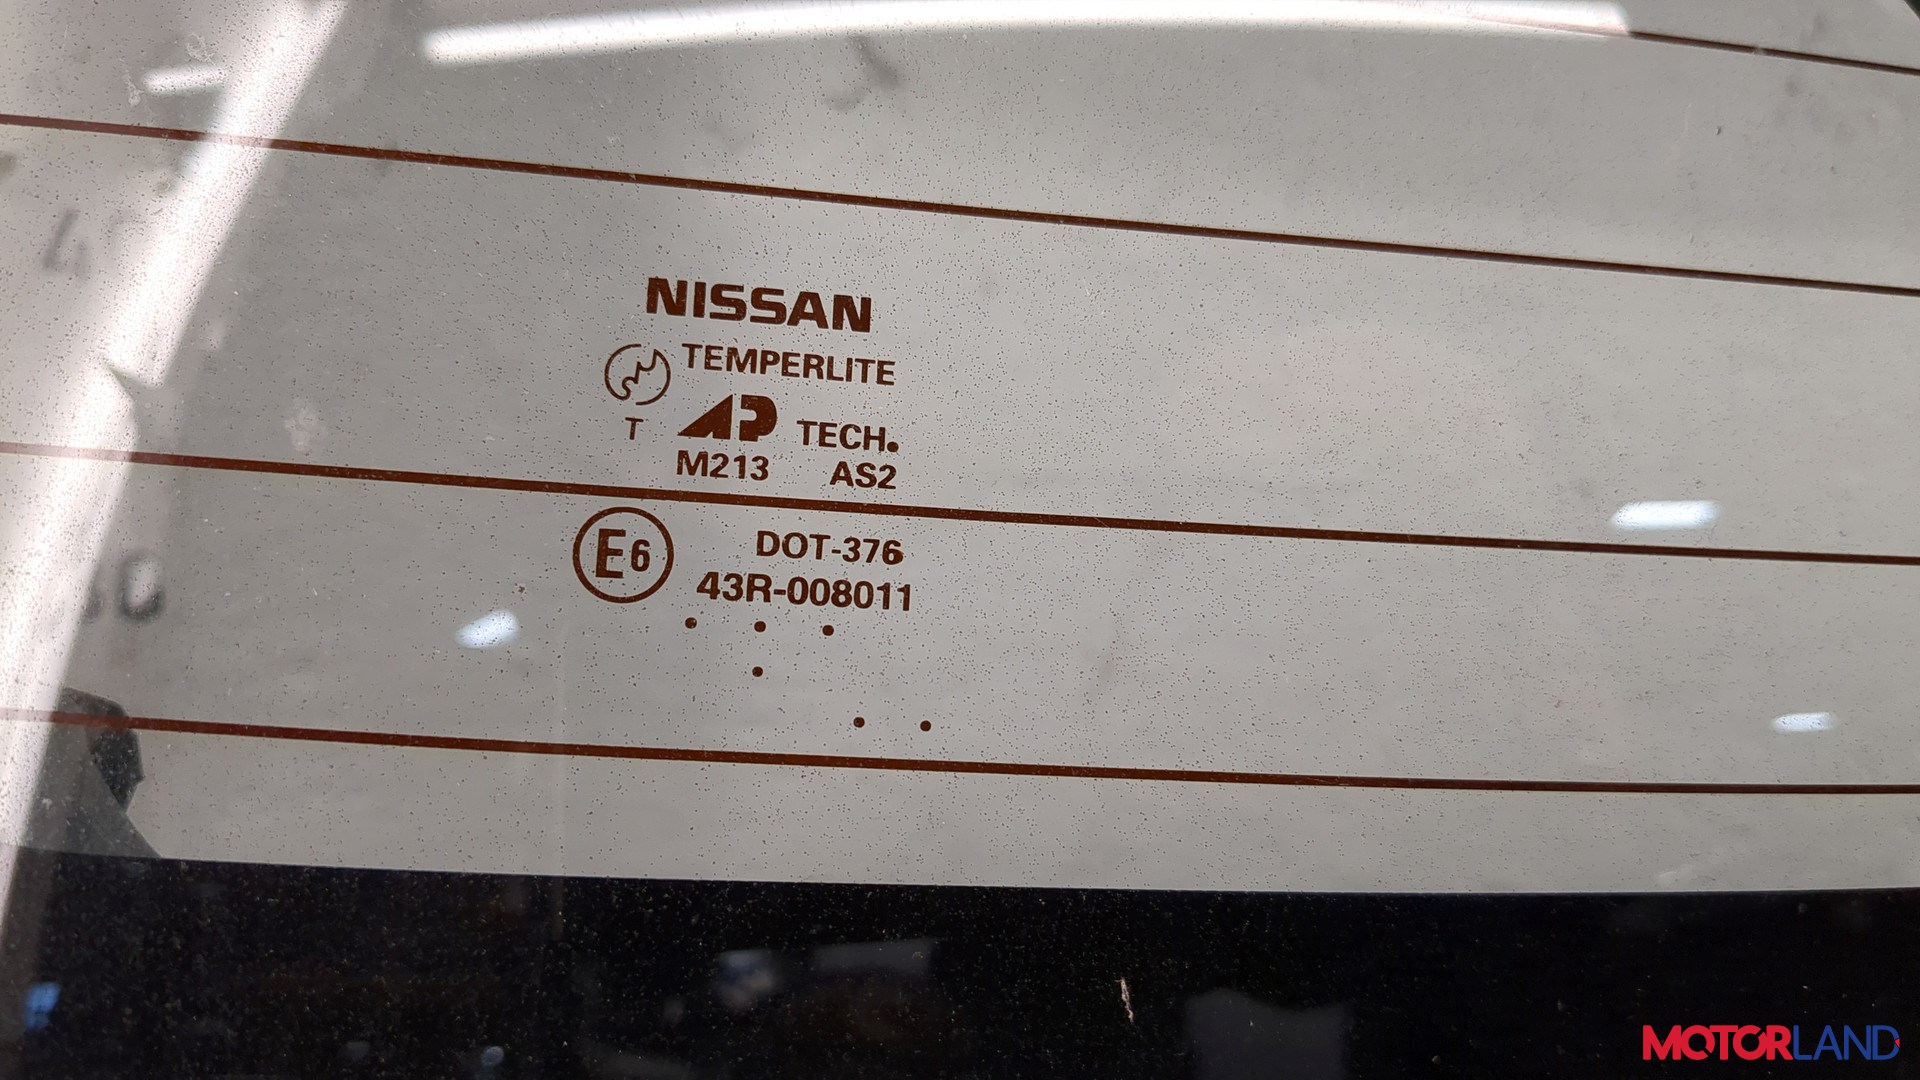 NISSAN
TEMPERLITE
T AP TECH.
M213 AS2
E6 DOT-376
43R-008011
MOTORLAND